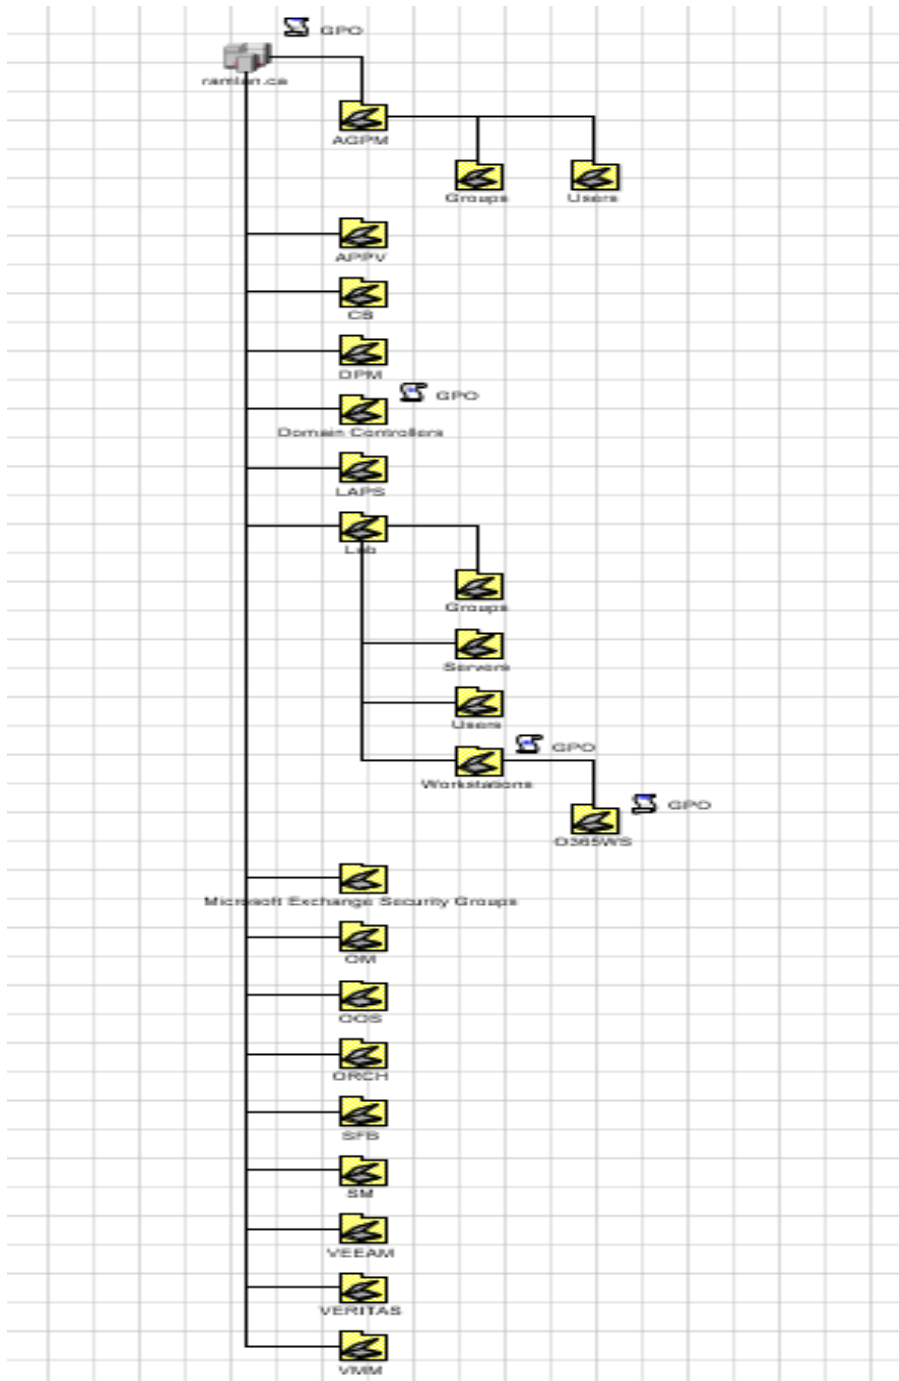 GPO
ramlan.ca
AGPM
Groups
Users
APPV
CS
DPM
GPO
Domain Controllers
LAPS
Lab
Groups
Servers
Users
GPO
Workstations
GPO
O365WS
Microsoft Exchange Security Groups
OM
OOS
ORCH
SFB
SM
VEEAM
VERITAS
VMM